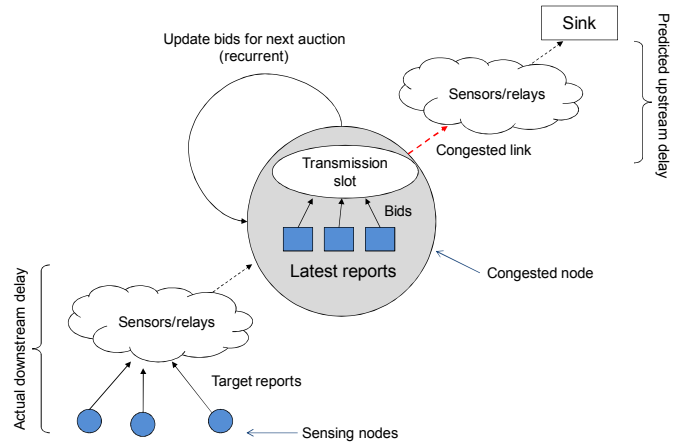 Sink
Update bids for next auction
(recurrent)
Predicted upstream delay
Sensors/relays
Congested link
Transmission
slot
Bids
Latest reports
Congested node
Actual downstream delay
Sensors/relays
Target reports
Sensing nodes